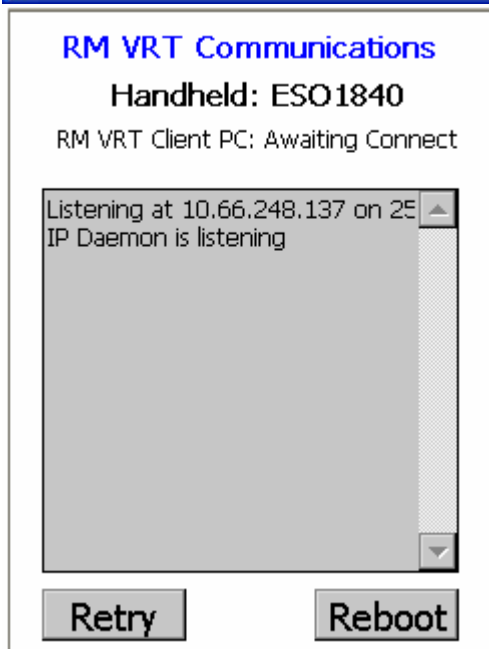 RM VRT Communications
Handheld: ESO1840
RM VRT Client PC: Awaiting Connect
Listening at 10.66.248.137 on 25
IP Daemon is listening
Retry
Reboot